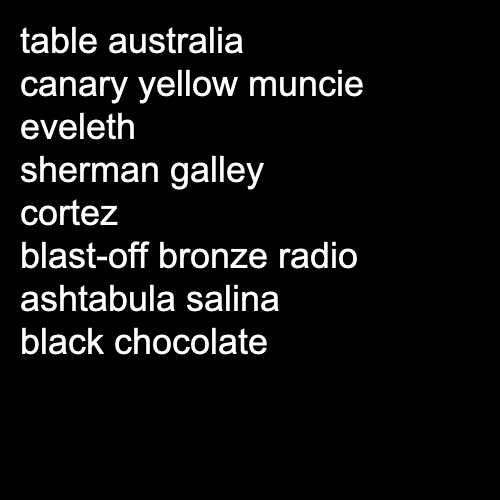 table australia
canary yellow muncie
eveleth
sherman galley
cortez
blast-off bronze radio
ashtabula salina
black chocolate